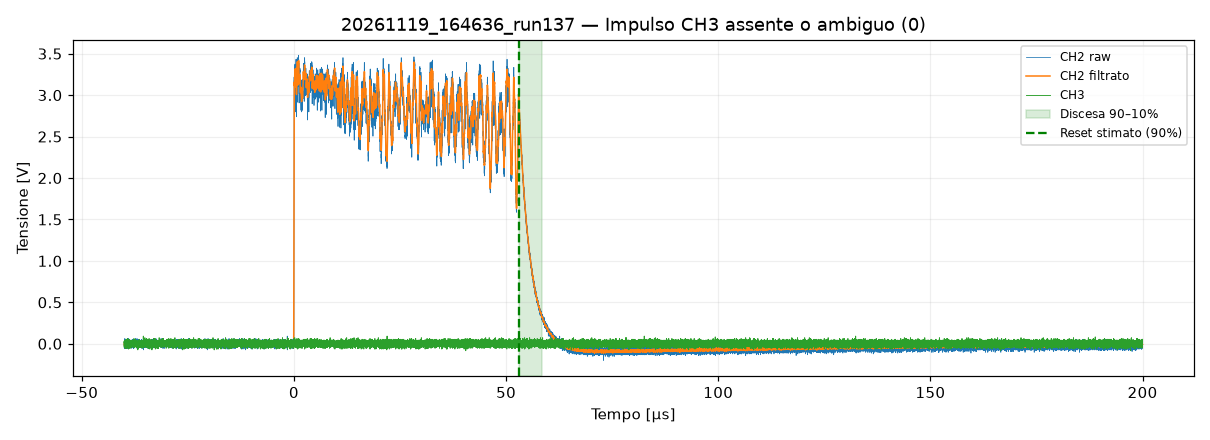 20261119_164636_run137 — Impulso CH3 assente o ambiguo (0)
CH2 raw
CH2 filtrato
CH3
Discesa 90–10%
Reset stimato (90%)
Tensione [V]
3.5
3.0
2.5
2.0
1.5
1.0
0.5
0.0
−50
0
50
100
150
200
Tempo [µs]